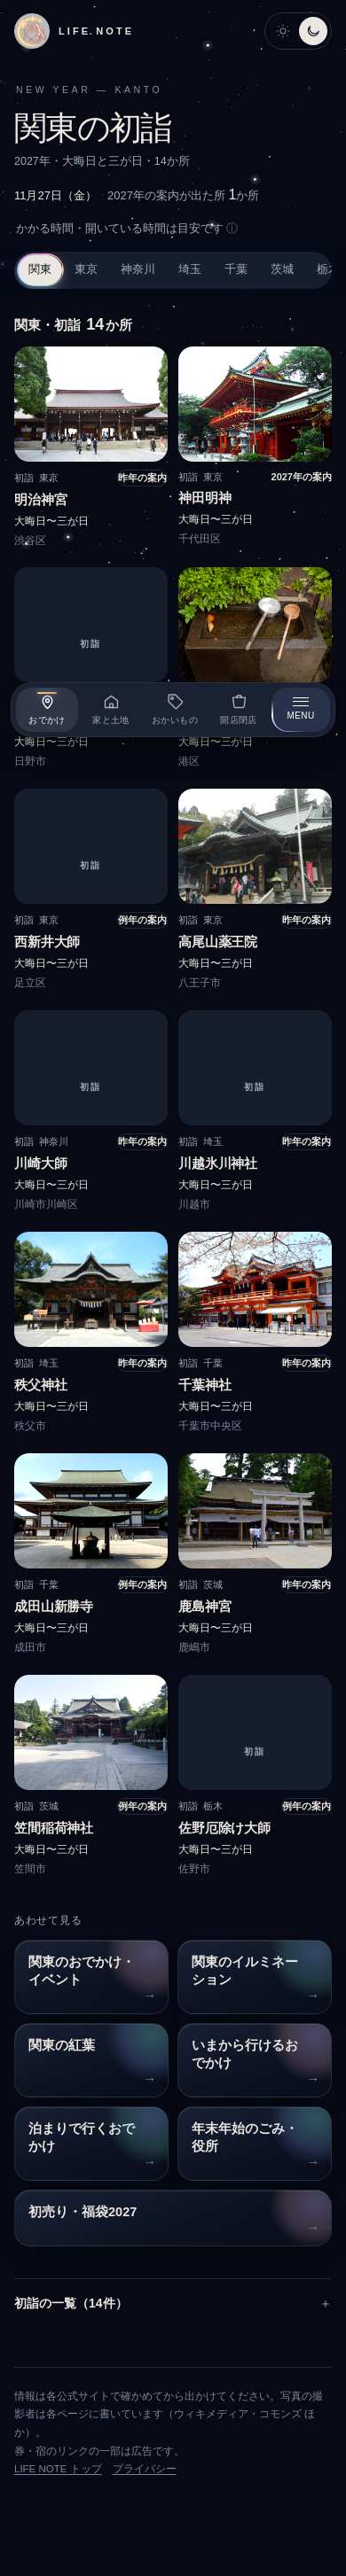 LIFE.NOTE
NEW YEAR — KANTO
関東の初詣
2027年・大晦日と三が日・14か所
11月27日（金） 2027年の案内が出た所 1か所
かかる時間・開いている時間は目安です ⓘ
関東 東京 神奈川 埼玉 千葉 茨城
関東・初詣 14か所
初詣 東京 昨年の案内
明治神宮
大晦日〜三が日
渋谷区
初詣 東京 2027年の案内
神田明神
大晦日〜三が日
千代田区
初詣
おでかけ 家と土地 おかいもの 開店閉店 MENU
大晦日〜三が日
日野市
大晦日〜三が日
港区
初詣
初詣 東京 例年の案内
西新井大師
大晦日〜三が日
足立区
初詣 東京 昨年の案内
高尾山薬王院
大晦日〜三が日
八王子市
初詣
初詣 神奈川 昨年の案内
川崎大師
大晦日〜三が日
川崎市川崎区
初詣
初詣 埼玉 昨年の案内
川越氷川神社
大晦日〜三が日
川越市
初詣 埼玉 昨年の案内
秩父神社
大晦日〜三が日
秩父市
初詣 千葉 昨年の案内
千葉神社
大晦日〜三が日
千葉市中央区
初詣 千葉 例年の案内
成田山新勝寺
大晦日〜三が日
成田市
初詣 茨城 昨年の案内
鹿島神宮
大晦日〜三が日
鹿嶋市
初詣 茨城 例年の案内
笠間稲荷神社
大晦日〜三が日
笠間市
初詣
初詣 栃木 例年の案内
佐野厄除け大師
大晦日〜三が日
佐野市
あわせて見る
関東のおでかけ・
イベント
→
関東のイルミネー
ション
→
関東の紅葉
→
いまから行けるお
でかけ
→
泊まりで行くおで
かけ
→
年末年始のごみ・
役所
→
初売り・福袋2027
→
初詣の一覧（14件） +
情報は各公式サイトで確かめてから出かけてください。写真の撮
影者は各ページに書いています（ウィキメディア・コモンズ ほ
か）。
券・宿のリンクの一部は広告です。
LIFE NOTE トップ プライバシー